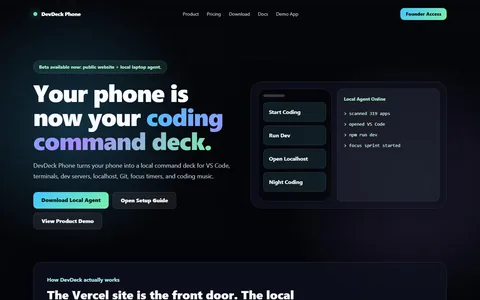 DevDeck Phone
Product Pricing Download Docs Demo App
Founder Access
Beta available now: public website + local laptop agent.
Your phone is
now your coding
command deck.
DevDeck Phone turns your phone into a local command deck for VS Code,
terminals, dev servers, localhost, Git, focus timers, and coding music.
Download Local Agent
Open Setup Guide
View Product Demo
Start Coding
Run Dev
Open Localhost
Night Coding
Local Agent Online
> scanned 319 apps
> opened VS Code
> npm run dev
> focus sprint started
How DevDeck actually works
The Vercel site is the front door. The local